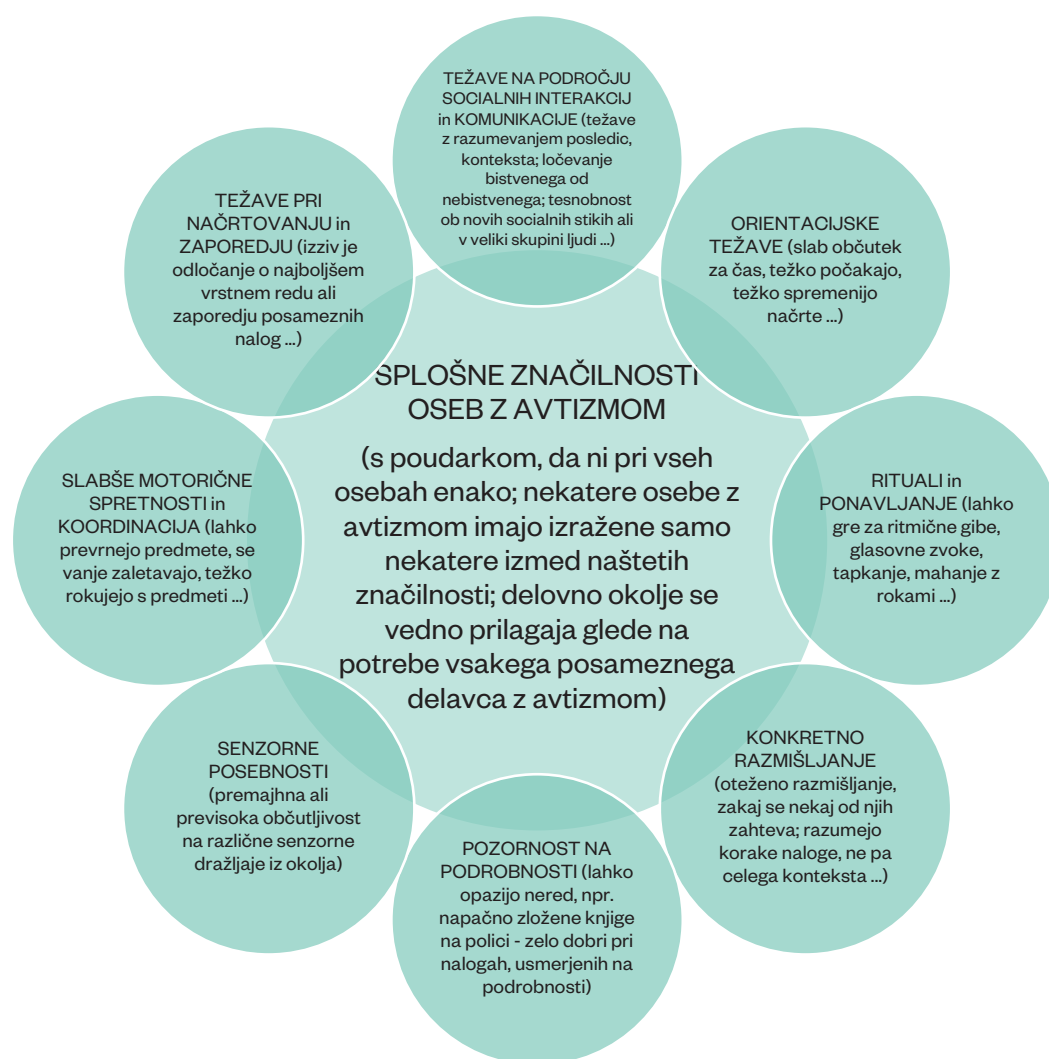 TEŽAVE NA PODROČJU
SOCIALNIH INTERAKCIJ
in KOMUNIKACIJE (težave
z razumevanjem posledic,
konteksta; ločevanje
bistvenega od
nebistvenega; tesnobnost
ob novih socialnih stikih ali
v veliki skupini ljudi ...)
ORIENTACIJSKE
TEŽAVE (slab občutek
za čas, težko počakajo,
težko spremenijo
načrte ...)
RITUALI in
PONAVLJANJE (lahko
gre za ritmične gibe,
glasovne zvoke,
tapkanje, mahanje z
rokami ...)
KONKRETNO
RAZMIŠLJANJE
(oteženo razmišljanje,
zakaj se nekaj od njih
zahteva; razumejo
korake naloge, ne pa
celega konteksta ...)
POZORNOST NA
PODROBNOSTI (lahko
opazijo nered, npr.
napačno zložene knjige
na polici - zelo dobri pri
nalogah, usmerjenih na
podrobnosti)
SENZORNE
POSEBNOSTI
(premajhna ali
previsoka občutljivost
na različne senzorne
dražljaje iz okolja)
SLABŠE MOTORIČNE
SPRETNOSTI in
KOORDINACIJA (lahko
prevrnejo predmete, se
vanje zaletavajo, težko
rokujejo s predmeti ...)
TEŽAVE PRI
NAČRTOVANJU in
ZAPOREDJU (izziv je
odločanje o najboljšem
vrstnem redu ali
zaporedju posameznih
nalog ...)
SPLOŠNE ZNAČILNOSTI
OSEB Z AVTIZMOM
(s poudarkom, da ni pri vseh
osebah enako; nekatere osebe z
avtizmom imajo izražene samo
nekatere izmed naštetih
značilnosti; delovno okolje se
vedno prilagaja glede na
potrebe vsakega posameznega
delavca z avtizmom)